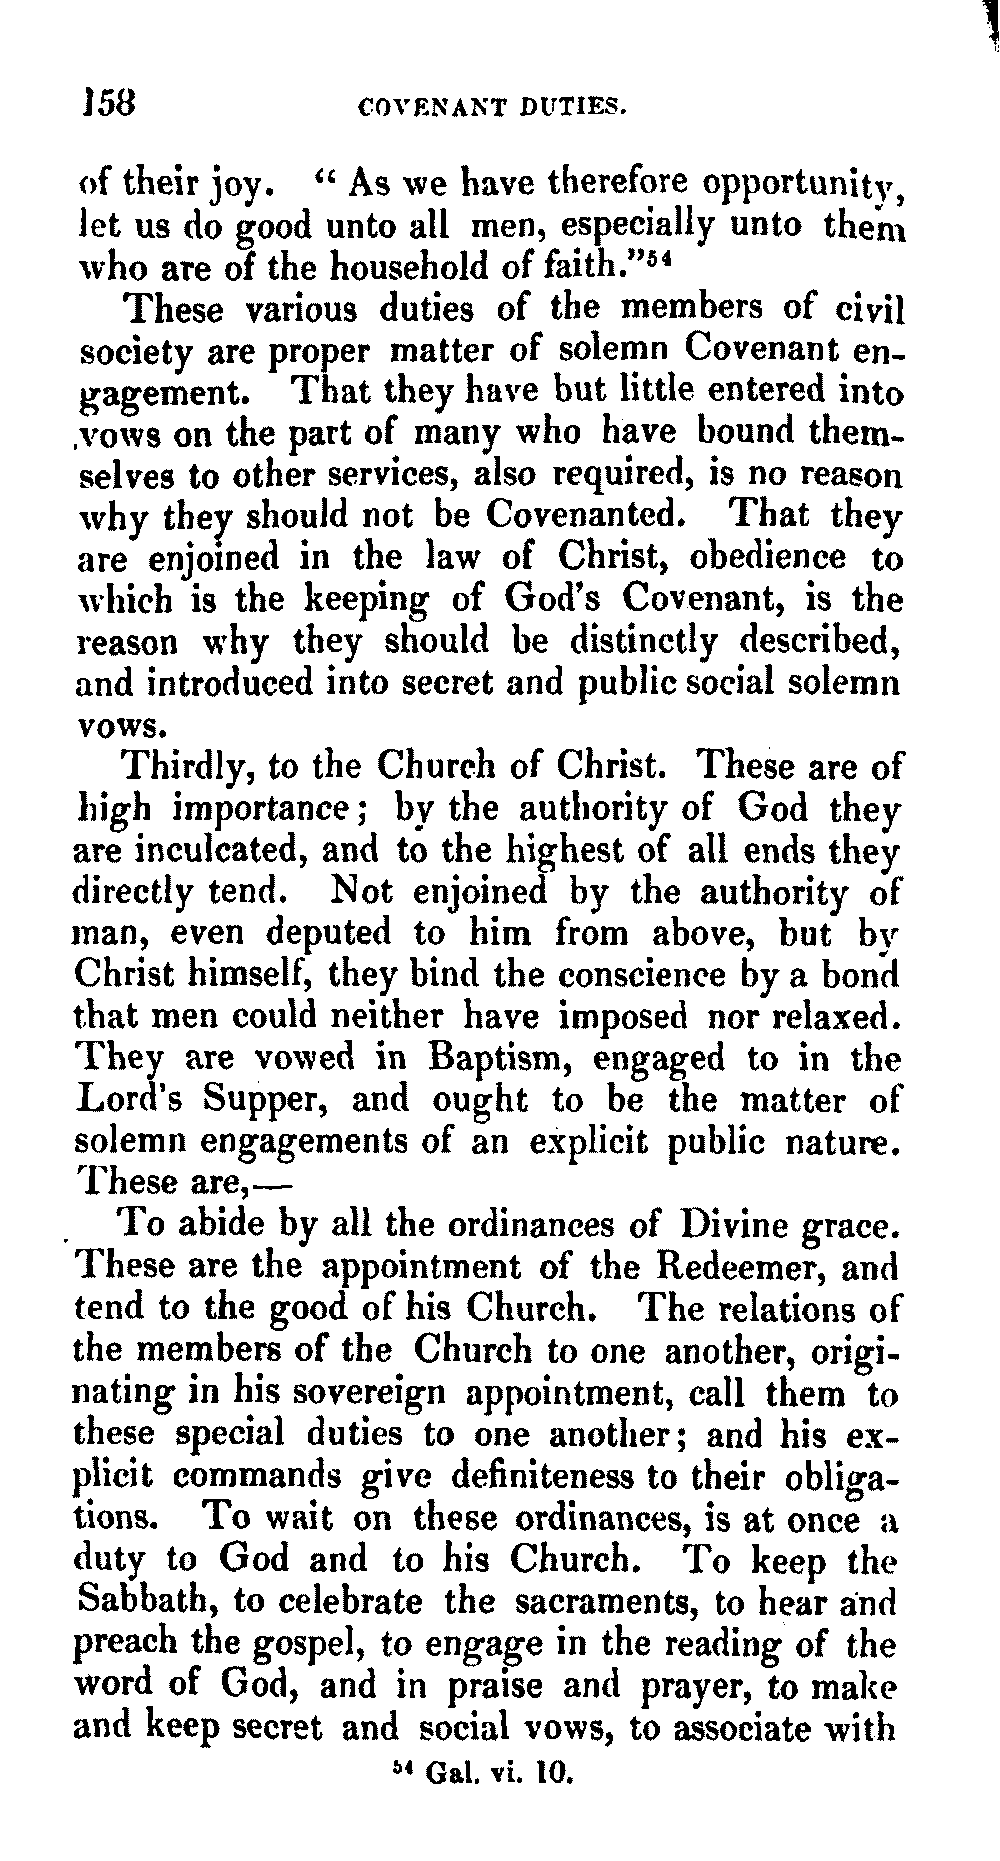 158 COVENANT DUTIES.
of their joy. “ As we have therefore opportunity,
let us do good unto all men, especially unto them
who are of the household of faith.”⁵⁴
These various duties of the members of civil
society are proper matter of solemn Covenant en-
gagement. That they have but little entered into
vows on the part of many who have bound them-
selves to other services, also required, is no reason
why they should not be Covenanted. That they
are enjoined in the law of Christ, obedience to
which is the keeping of God's Covenant, is the
reason why they should be distinctly described,
and introduced into secret and public social solemn
vows.
Thirdly, to the Church of Christ. These are of
high importance; by the authority of God they
are inculcated, and to the highest of all ends they
directly tend. Not enjoined by the authority of
man, even deputed to him from above, but by
Christ himself, they bind the conscience by a bond
that men could neither have imposed nor relaxed.
They are vowed in Baptism, engaged to in the
Lord's Supper, and ought to be the matter of
solemn engagements of an explicit public nature.
These are,—
To abide by all the ordinances of Divine grace.
These are the appointment of the Redeemer, and
tend to the good of his Church. The relations of
the members of the Church to one another, origi-
nating in his sovereign appointment, call them to
these special duties to one another; and his ex-
plicit commands give definiteness to their obliga-
tions. To wait on these ordinances, is at once a
duty to God and to his Church. To keep the
Sabbath, to celebrate the sacraments, to hear and
preach the gospel, to engage in the reading of the
word of God, and in praise and prayer, to make
and keep secret and social vows, to associate with
⁵⁴ Gal. vi. 10.